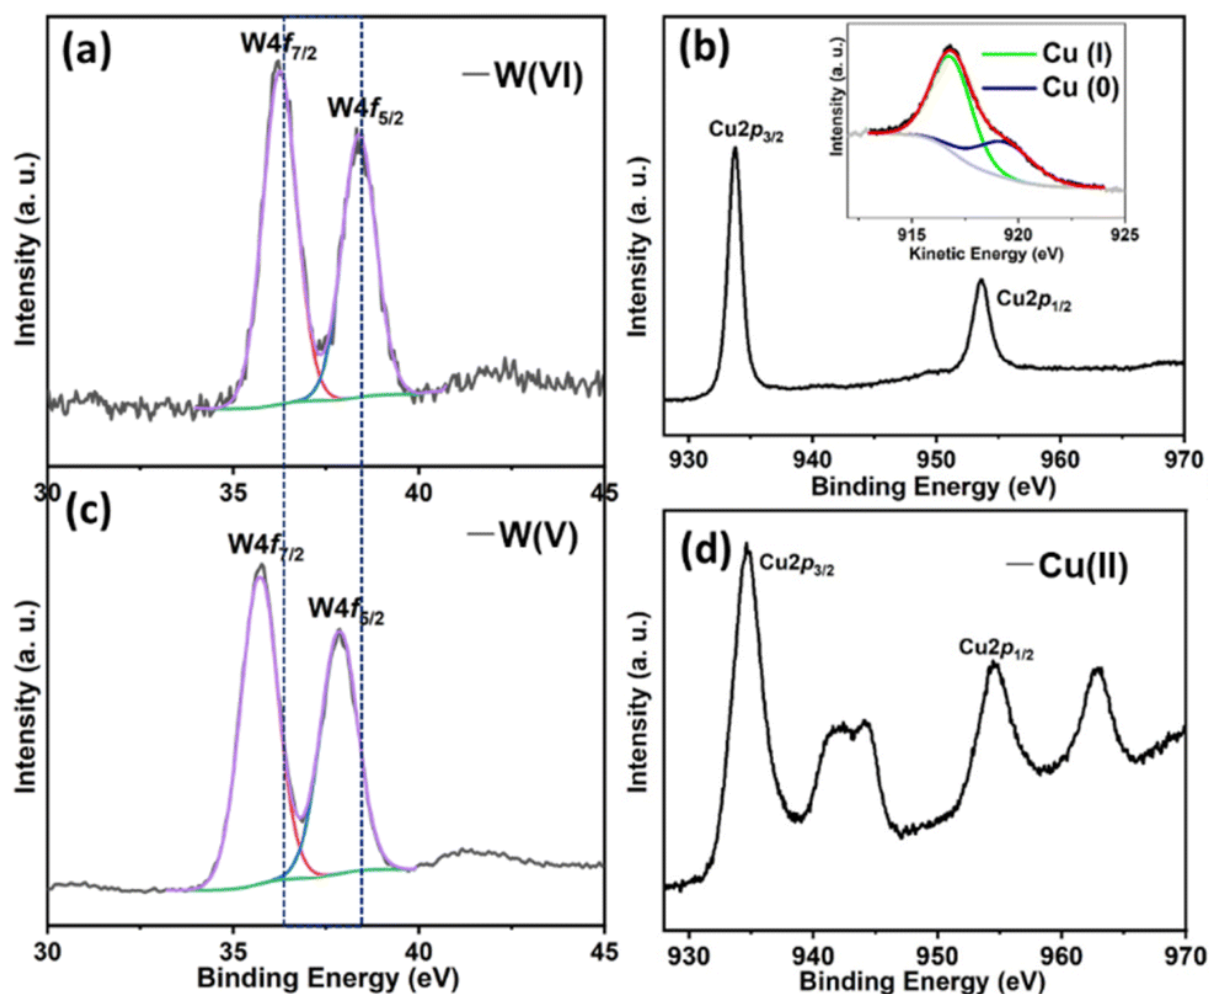 (a)
W4f7/2
W4f5/2
W(VI)
Intensity (a. u.)
30 35 40 45
(b)
Cu2p3/2
Cu2p1/2
Intensity (a. u.)
930 940 950 960 970
Binding Energy (eV)
Cu (I)
Cu (0)
Intensity (a. u.)
915 920 925
Kinetic Energy (eV)
(c)
W4f7/2
W4f5/2
W(V)
Intensity (a. u.)
30 35 40 45
Binding Energy (eV)
(d)
Cu2p3/2
Cu2p1/2
Cu(II)
Intensity (a. u.)
930 940 950 960 970
Binding Energy (eV)